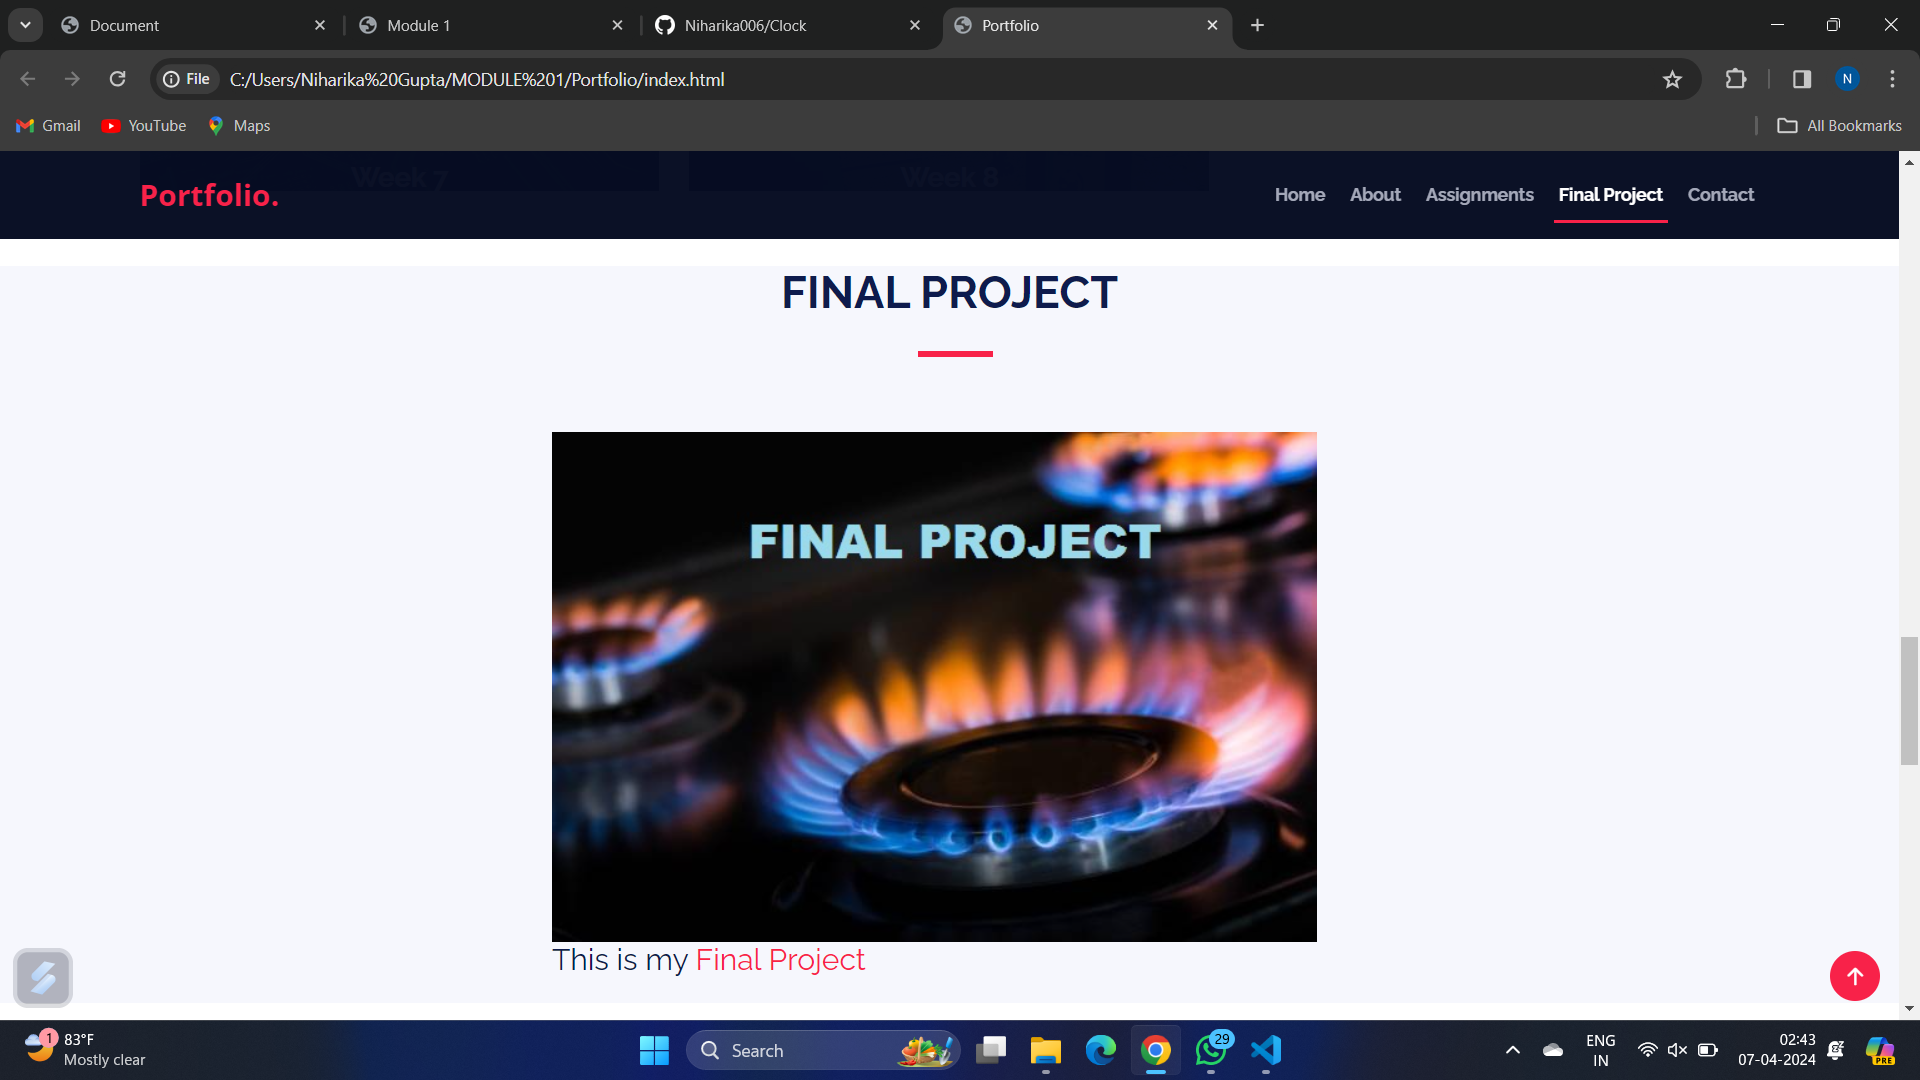 Document
Module 1
Niharika006/Clock
Portfolio
File
C:/Users/Niharika%20Gupta/MODULE%201/Portfolio/index.html
N
Gmail
YouTube
Maps
All Bookmarks
Week 7
Week 8
Portfolio.
Home
About
Assignments
Final Project
Contact
FINAL PROJECT
FINAL PROJECT
This is my Final Project
1
83°F
Mostly clear
Search
29
ENG
IN
02:43
07-04-2024
PRE